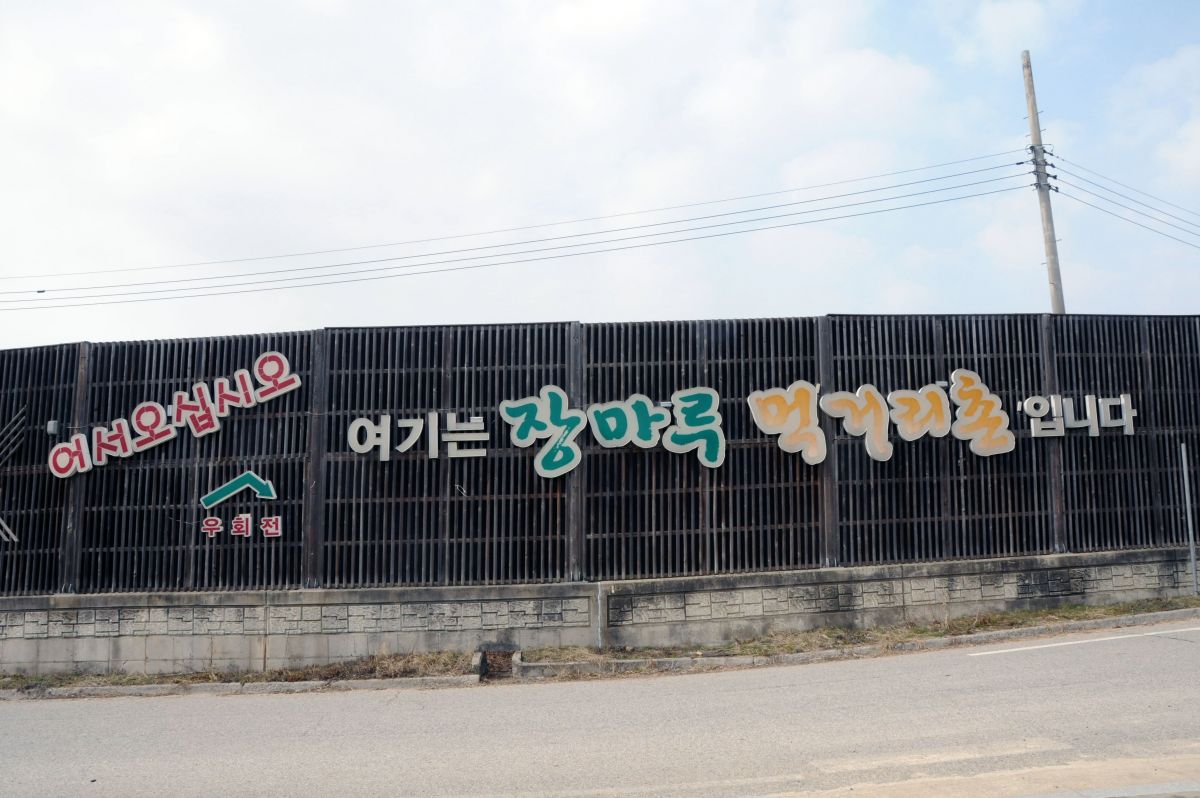 어서오십시오
우회전
여기는 장마루 먹거리촌 입니다